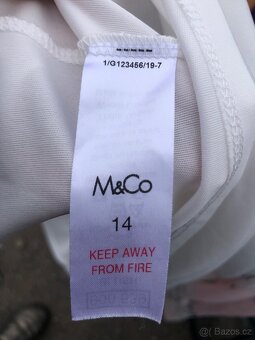 1/G123456/19-7
M&Co
14
KEEP AWAY
FROM FIRE
Bazos.cz